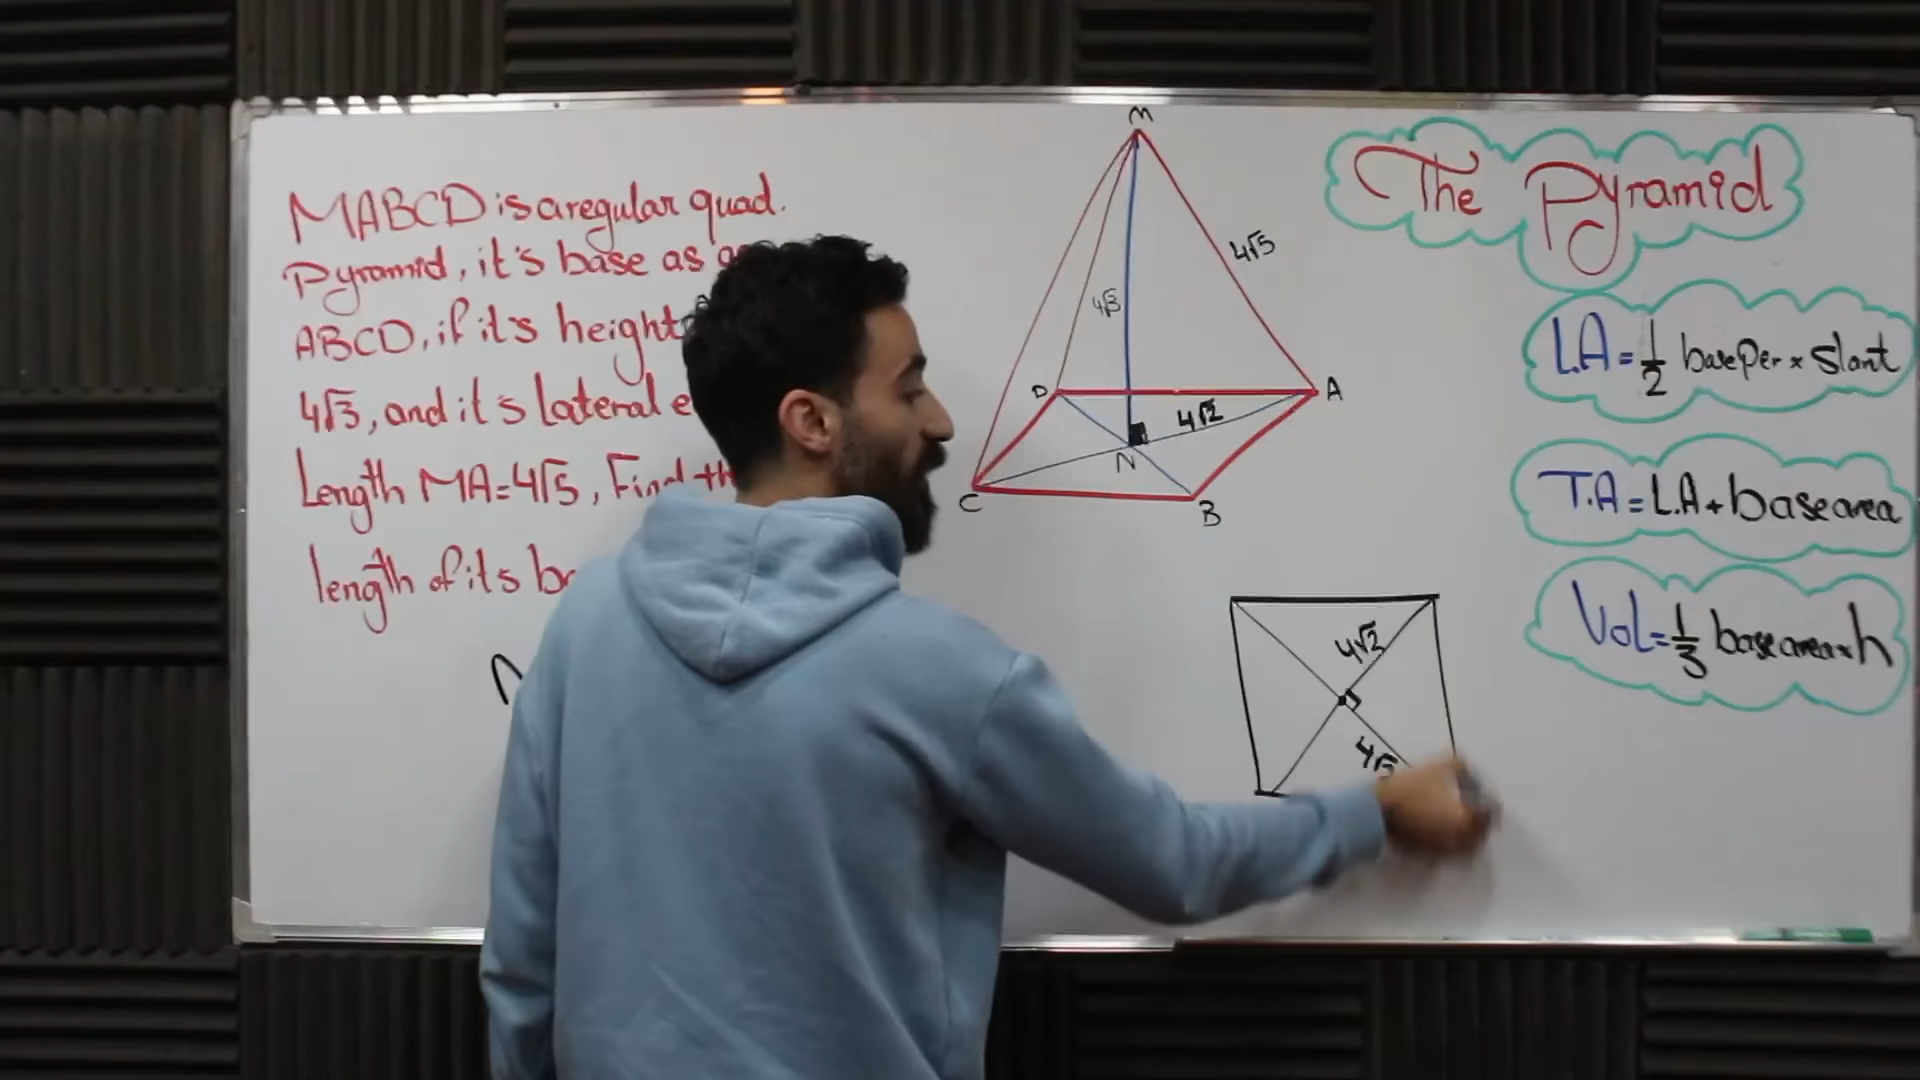 MABCD is a regular quad.
Pyramid, it's base as
ABCD, if it's height
4√3, and it's lateral
Length MA=4√5, Find
length of it's
M
4√5
4√3
D
A
4√2
N
C
B
The Pyramid
L.A = 1/2 base Per × Slant
T.A = L.A + base area
Vol = 1/3 base area × h
4√2